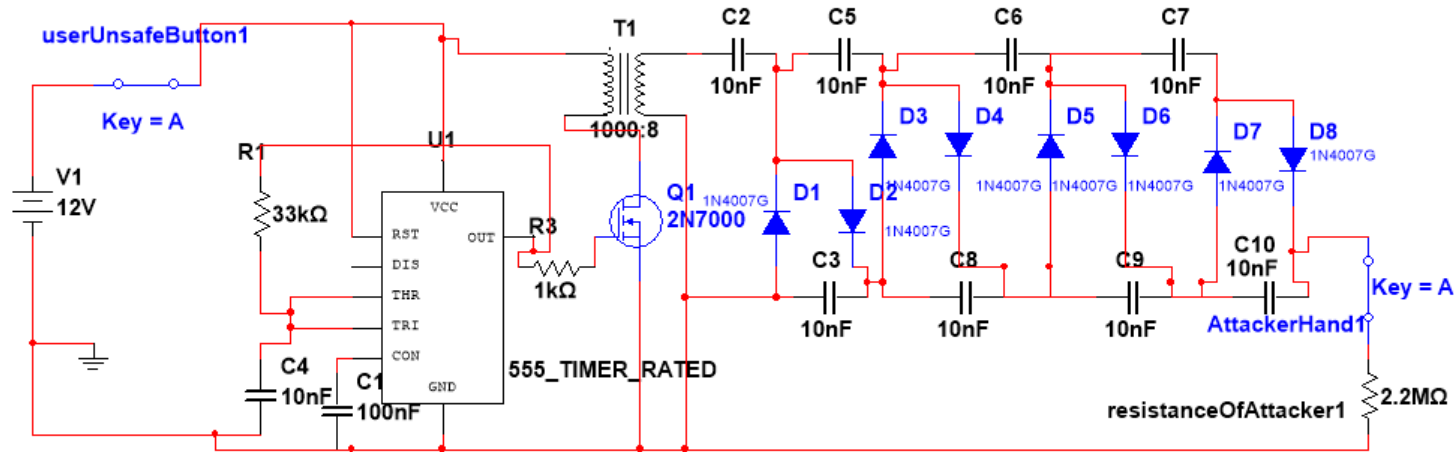 userUnsafeButton1
Key = A
V1
12V
R1
33kΩ
C4
10nF
C1
100nF
U1
VCC
RST
OUT
DIS
THR
TRI
CON
GND
555_TIMER_RATED
R3
1kΩ
T1
1000:8
Q1
2N7000
C2
10nF
C5
10nF
C6
10nF
C7
10nF
D1
1N4007G
D2
1N4007G
D3
1N4007G
D4
1N4007G
D5
1N4007G
D6
1N4007G
D7
1N4007G
D8
1N4007G
C3
10nF
C8
10nF
C9
10nF
C10
10nF
Key = A
AttackerHand1
resistanceOfAttacker1
2.2MΩ